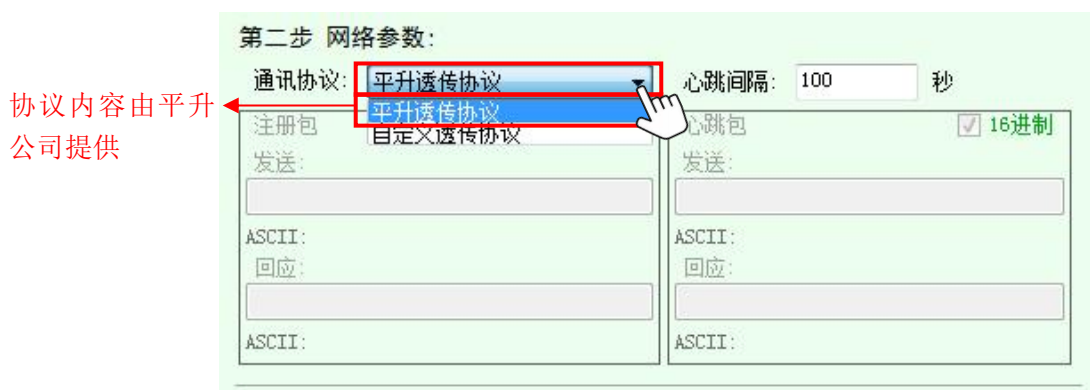 第二步 网络参数:
通讯协议: 平升透传协议 心跳间隔: 100 秒
协议内容由平升
公司提供
平升透传协议
自定义透传协议
注册包
发送:
ASCII:
回应:
ASCII:
心跳包 16进制
发送:
ASCII:
回应:
ASCII: